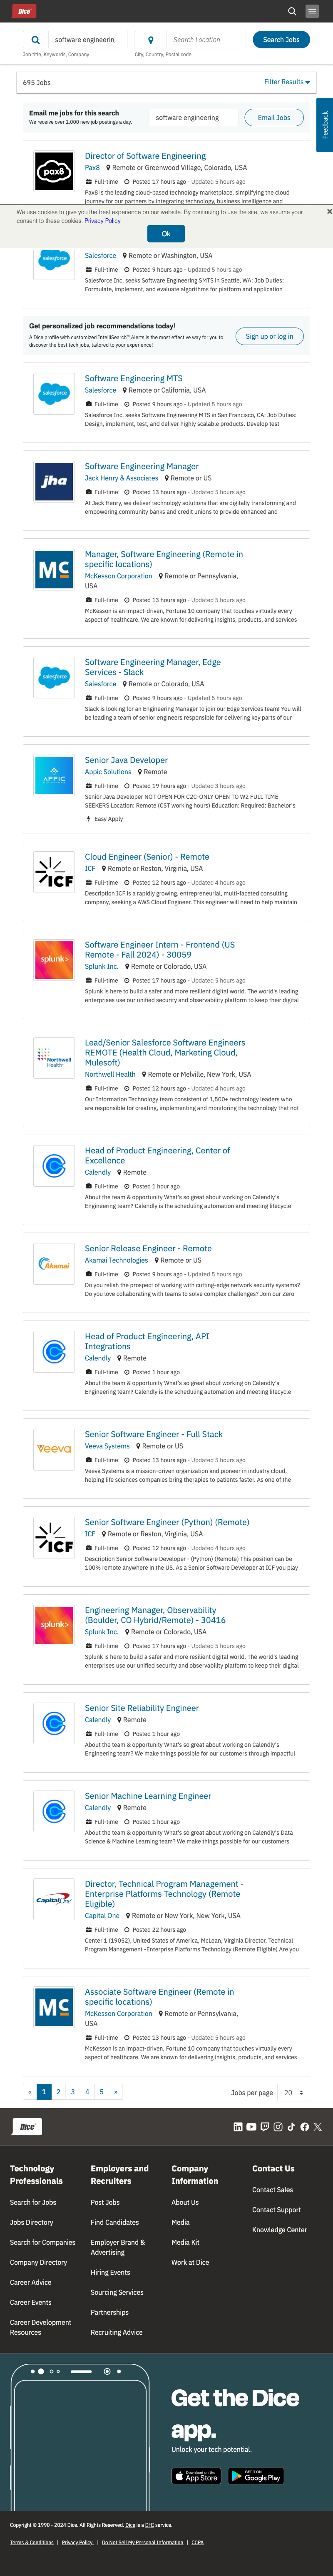 Dice
software engineerin
Search Location
Search Jobs
Job title, Keywords, Company
City, Country, Postal code
695 Jobs
Filter Results
Feedback
Email me jobs for this search
We receive over 1,000 new job postings a day.
software engineering
Email Jobs
pax8
Director of Software Engineering
Pax8 Remote or Greenwood Village, Colorado, USA
Full-time Posted 17 hours ago - Updated 5 hours ago
Pax8 is the leading cloud-based technology marketplace, simplifying the cloud
journey for our partners by integrating technology, business intelligence and
We use cookies to give you the best experience on our website. By continuing to use the site, we assume your
consent to these cookies. Privacy Policy.
Ok
salesforce
Salesforce Remote or Washington, USA
Full-time Posted 9 hours ago - Updated 5 hours ago
Salesforce, Inc. seeks Software Engineering SMTS in Seattle, WA: Job Duties:
Formulate, implement, and evaluate algorithms for platform and application
Get personalized job recommendations today!
A Dice profile with customized IntelliSearch™ Alerts is the most effective way for you to
discover the best tech jobs, tailored to your experience!
Sign up or log in
salesforce
Software Engineering MTS
Salesforce Remote or California, USA
Full-time Posted 9 hours ago - Updated 5 hours ago
Salesforce Inc. seeks Software Engineering MTS in San Francisco, CA: Job Duties:
Design, implement, test, and deliver highly scalable products. Develop test
jha
Software Engineering Manager
Jack Henry & Associates Remote or US
Full-time Posted 13 hours ago - Updated 5 hours ago
At Jack Henry, we deliver technology solutions that are digitally transforming and
empowering community banks and credit unions to provide enhanced and
MC
Manager, Software Engineering (Remote in
specific locations)
McKesson Corporation Remote or Pennsylvania,
USA
Full-time Posted 13 hours ago - Updated 5 hours ago
McKesson is an impact-driven, Fortune 10 company that touches virtually every
aspect of healthcare. We are known for delivering insights, products, and services
salesforce
Software Engineering Manager, Edge
Services - Slack
Salesforce Remote or Colorado, USA
Full-time Posted 9 hours ago - Updated 5 hours ago
Slack is looking for an Engineering Manager to join our Edge Services team! You will
be leading a team of senior engineers responsible for delivering key parts of our
APPIC
SOLUTIONS
Senior Java Developer
Appic Solutions Remote
Full-time Posted 19 hours ago - Updated 3 hours ago
Senior Java Developer NOT OPEN FOR C2C-ONLY OPEN TO W2 FULL TIME
SEEKERS Location: Remote (CST working hours) Education: Required: Bachelor's
Easy Apply
ICF
Cloud Engineer (Senior) - Remote
ICF Remote or Reston, Virginia, USA
Full-time Posted 12 hours ago - Updated 4 hours ago
Description ICF is a rapidly growing, entrepreneurial, multi-faceted consulting
company, seeking a AWS Cloud Engineer. This engineer will need to help maintain
splunk>
Software Engineer Intern - Frontend (US
Remote - Fall 2024) - 30059
Splunk Inc. Remote or Colorado, USA
Full-time Posted 17 hours ago - Updated 5 hours ago
Splunk is here to build a safer and more resilient digital world. The world's leading
enterprises use our unified security and observability platform to keep their digital
Northwell
Health
Lead/Senior Salesforce Software Engineers
REMOTE (Health Cloud, Marketing Cloud,
Mulesoft)
Northwell Health Remote or Melville, New York, USA
Full-time Posted 12 hours ago - Updated 4 hours ago
Our Information Technology team consistent of 1,500+ technology leaders who
are responsible for creating, implementing and monitoring the technology that not
Head of Product Engineering, Center of
Excellence
Calendly Remote
Full-time Posted 1 hour ago
About the team & opportunity What's so great about working on Calendly's
Engineering team? Calendly is the scheduling automation and meeting lifecycle
Akamai
Senior Release Engineer - Remote
Akamai Technologies Remote or US
Full-time Posted 9 hours ago - Updated 5 hours ago
Do you relish the prospect of working with cutting-edge network security systems?
Do you love collaborating with teams to solve complex challenges? Join our Zero
Head of Product Engineering, API
Integrations
Calendly Remote
Full-time Posted 1 hour ago
About the team & opportunity What's so great about working on Calendly's
Engineering team? Calendly is the scheduling automation and meeting lifecycle
Veeva
Senior Software Engineer - Full Stack
Veeva Systems Remote or US
Full-time Posted 13 hours ago - Updated 5 hours ago
Veeva Systems is a mission-driven organization and pioneer in industry cloud,
helping life sciences companies bring therapies to patients faster. As one of the
ICF
Senior Software Engineer (Python) (Remote)
ICF Remote or Reston, Virginia, USA
Full-time Posted 12 hours ago - Updated 4 hours ago
Description Senior Software Developer - (Python) (Remote) This position can be
100% remote anywhere in the US. As a Senior Software Developer at ICF you play
splunk>
Engineering Manager, Observability
(Boulder, CO Hybrid/Remote) - 30416
Splunk Inc. Remote or Colorado, USA
Full-time Posted 17 hours ago - Updated 5 hours ago
Splunk is here to build a safer and more resilient digital world. The world's leading
enterprises use our unified security and observability platform to keep their digital
Senior Site Reliability Engineer
Calendly Remote
Full-time Posted 1 hour ago
About the team & opportunity What's so great about working on Calendly's
Engineering team? We make things possible for our customers through impactful
Senior Machine Learning Engineer
Calendly Remote
Full-time Posted 1 hour ago
About the team & opportunity What's so great about working on Calendly's Data
Science & Machine Learning team? We make things possible for our customers
Capital One
Director, Technical Program Management -
Enterprise Platforms Technology (Remote
Eligible)
Capital One Remote or New York, New York, USA
Full-time Posted 22 hours ago
Center 1 (19052), United States of America, McLean, Virginia Director, Technical
Program Management -Enterprise Platforms Technology (Remote Eligible) Are you
MC
Associate Software Engineer (Remote in
specific locations)
McKesson Corporation Remote or Pennsylvania,
USA
Full-time Posted 13 hours ago - Updated 5 hours ago
McKesson is an impact-driven, Fortune 10 company that touches virtually every
aspect of healthcare. We are known for delivering insights, products, and services
« 1 2 3 4 5 »
Jobs per page 20
Dice
Technology
Professionals
Search for Jobs
Jobs Directory
Search for Companies
Company Directory
Career Advice
Career Events
Career Development
Resources
Employers and
Recruiters
Post Jobs
Find Candidates
Employer Brand &
Advertising
Hiring Events
Sourcing Services
Partnerships
Recruiting Advice
Company
Information
About Us
Media
Media Kit
Work at Dice
Contact Us
Contact Sales
Contact Support
Knowledge Center
Get the Dice
app.
Unlock your tech potential.
Download on the
App Store
GET IT ON
Google Play
Copyright © 1990 - 2024 Dice. All Rights Reserved. Dice is a DHI service.
Terms & Conditions | Privacy Policy | Do Not Sell My Personal Information | CCPA